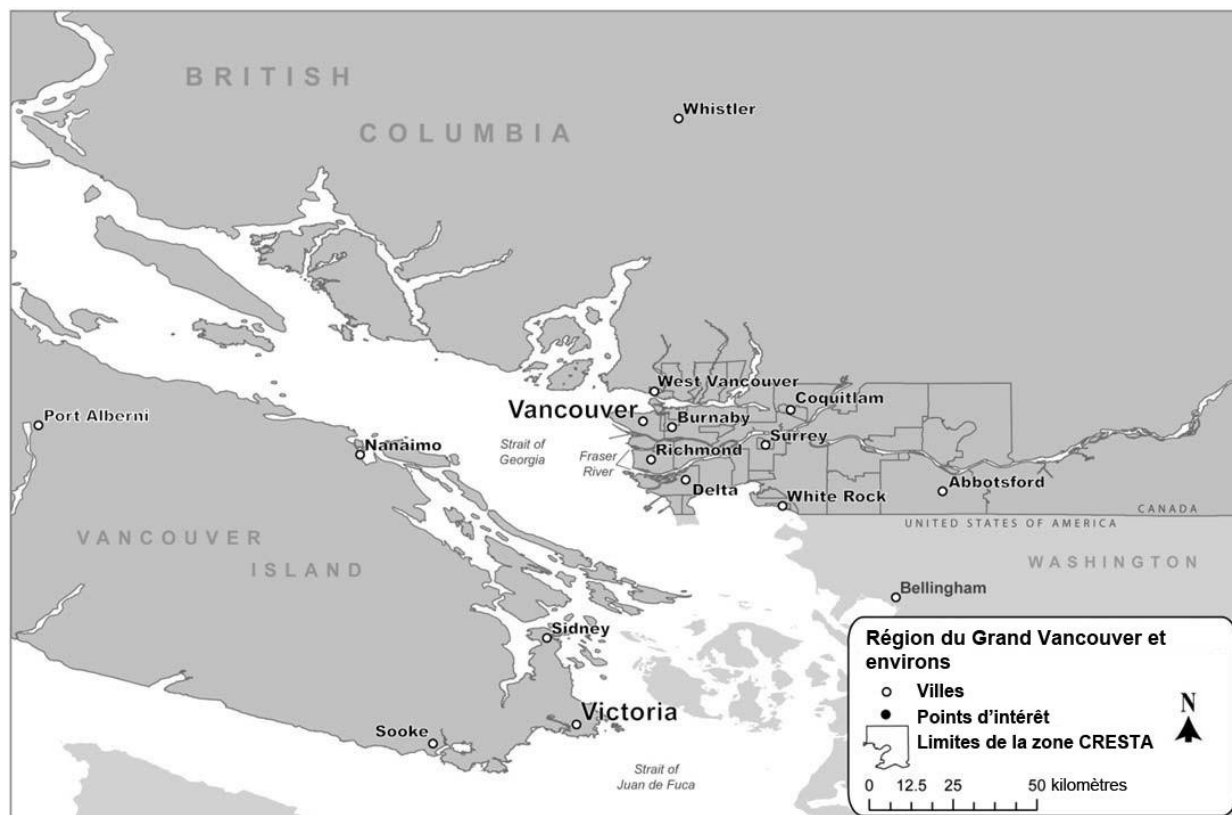 BRITISH
COLUMBIA
Whistler
West Vancouver
Coquitlam
Vancouver
Burnaby
Port Alberni
Nanaimo
Strait of
Georgia
Fraser
River
Surrey
Richmond
Delta
White Rock
Abbotsford
CANADA
UNITED STATES OF AMERICA
VANCOUVER
ISLAND
WASHINGTON
Bellingham
Sidney
Victoria
Sooke
Strait of
Juan de Fuca
Région du Grand Vancouver et
environs
Villes
Points d'intérêt
Limites de la zone CRESTA
N
0 12.5 25 50 kilomètres